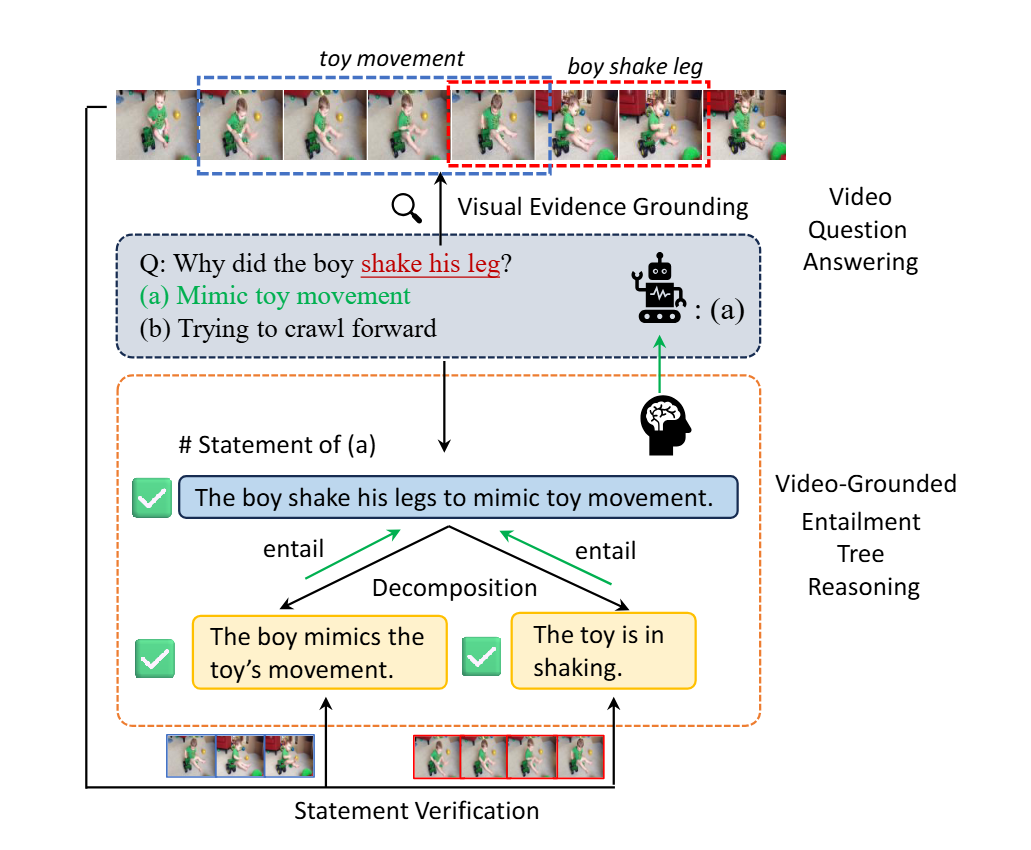 toy movement
boy shake leg
Visual Evidence Grounding
Video
Question
Answering
Q: Why did the boy shake his leg?
(a) Mimic toy movement
(b) Trying to crawl forward
: (a)
# Statement of (a)
The boy shake his legs to mimic toy movement.
Video-Grounded
Entailment
Tree
Reasoning
entail
entail
Decomposition
The boy mimics the
toy’s movement.
The toy is in
shaking.
Statement Verification